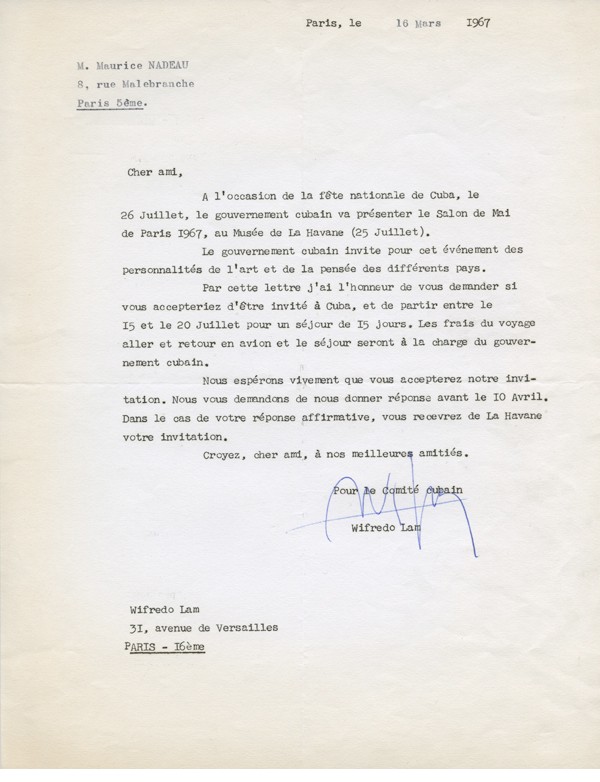 Paris, le 16 Mars 1967
M. Maurice NADEAU
8, rue Malebranche
Paris 5ême.
Cher ami,
A l'occasion de la fête nationale de Cuba, le
26 Juillet, le gouvernement cubain va présenter le Salon de Mai
de Paris I967, au Musée de La Havane (25 Juillet).
Le gouvernement cubain invite pour cet événement des
personnalités de l'art et de la pensée des différents pays.
Par cette lettre j'ai l'honneur de vous demander si
vous accepteriez d'être invité à Cuba, et de partir entre le
I5 et le 20 Juillet pour un séjour de I5 jours. Les frais du voyage
aller et retour en avion et le séjour seront à la charge du gouver-
nement cubain.
Nous espérons vivement que vous accepterez notre invi-
tation. Nous vous demandons de nous donner réponse avant le IO Avril.
Dans le cas de votre réponse affirmative, vous recevrez de La Havane
votre invitation.
Croyez, cher ami, à nos meilleures amitiés.
Pour le Comité cubain
Wifredo Lam
Wifredo Lam
3I, avenue de Versailles
PARIS - I6ème